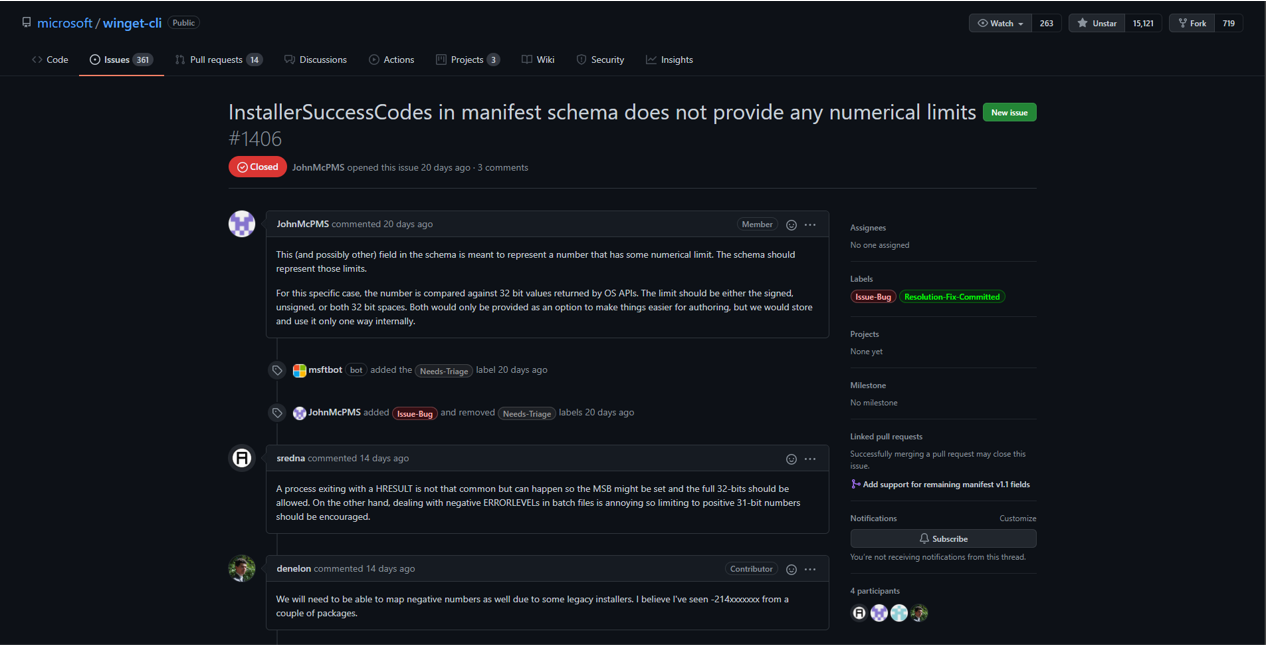 microsoft / winget-cli Public
Watch 263 Unstar 15,121 Fork 719
Code Issues 361 Pull requests 14 Discussions Actions Projects 3 Wiki Security Insights
InstallerSuccessCodes in manifest schema does not provide any numerical limits New issue
#1406
Closed JohnMcPMS opened this issue 20 days ago · 3 comments
JohnMcPMS commented 20 days ago Member ...
This (and possibly other) field in the schema is meant to represent a number that has some numerical limit. The schema should
represent those limits.
For this specific case, the number is compared against 32 bit values returned by OS APIs. The limit should be either the signed,
unsigned, or both 32 bit spaces. Both would only be provided as an option to make things easier for authoring, but we would store
and use it only one way internally.
msftbot bot added the Needs-Triage label 20 days ago
JohnMcPMS added Issue-Bug and removed Needs-Triage labels 20 days ago
sredna commented 14 days ago ...
A process exiting with a HRESULT is not that common but can happen so the MSB might be set and the full 32-bits should be
allowed. On the other hand, dealing with negative ERRORLEVELs in batch files is annoying so limiting to positive 31-bit numbers
should be encouraged.
denelon commented 14 days ago Contributor ...
We will need to be able to map negative numbers as well due to some legacy installers. I believe I've seen -214xxxxxxx from a
couple of packages.
Assignees
No one assigned
Labels
Issue-Bug Resolution-Fix-Committed
Projects
None yet
Milestone
No milestone
Linked pull requests
Successfully merging a pull request may close this
issue.
Add support for remaining manifest v1.1 fields
Notifications Customize
Subscribe
You're not receiving notifications from this thread.
4 participants